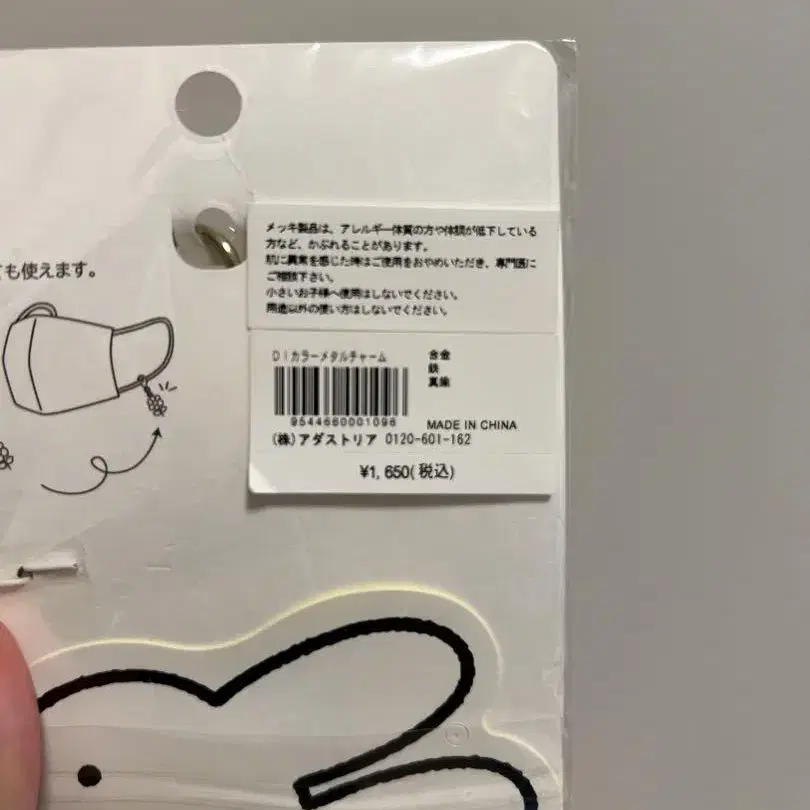 も使えます。
メッキ製品は、アレルギー体質の方や体調が低下している
方など、かぶれることがあります。
肌に異常を感じた時はご使用をおやめいただき、専門医に
ご相談下さい。
小さいお子様へ使用はしないでください。
用途以外の使い方はしないでください。
DIカラーメタルチャーム
合金
鉄
真鍮
9544660001096
MADE IN CHINA
(株)アダストリア 0120-601-162
¥1,650(税込)